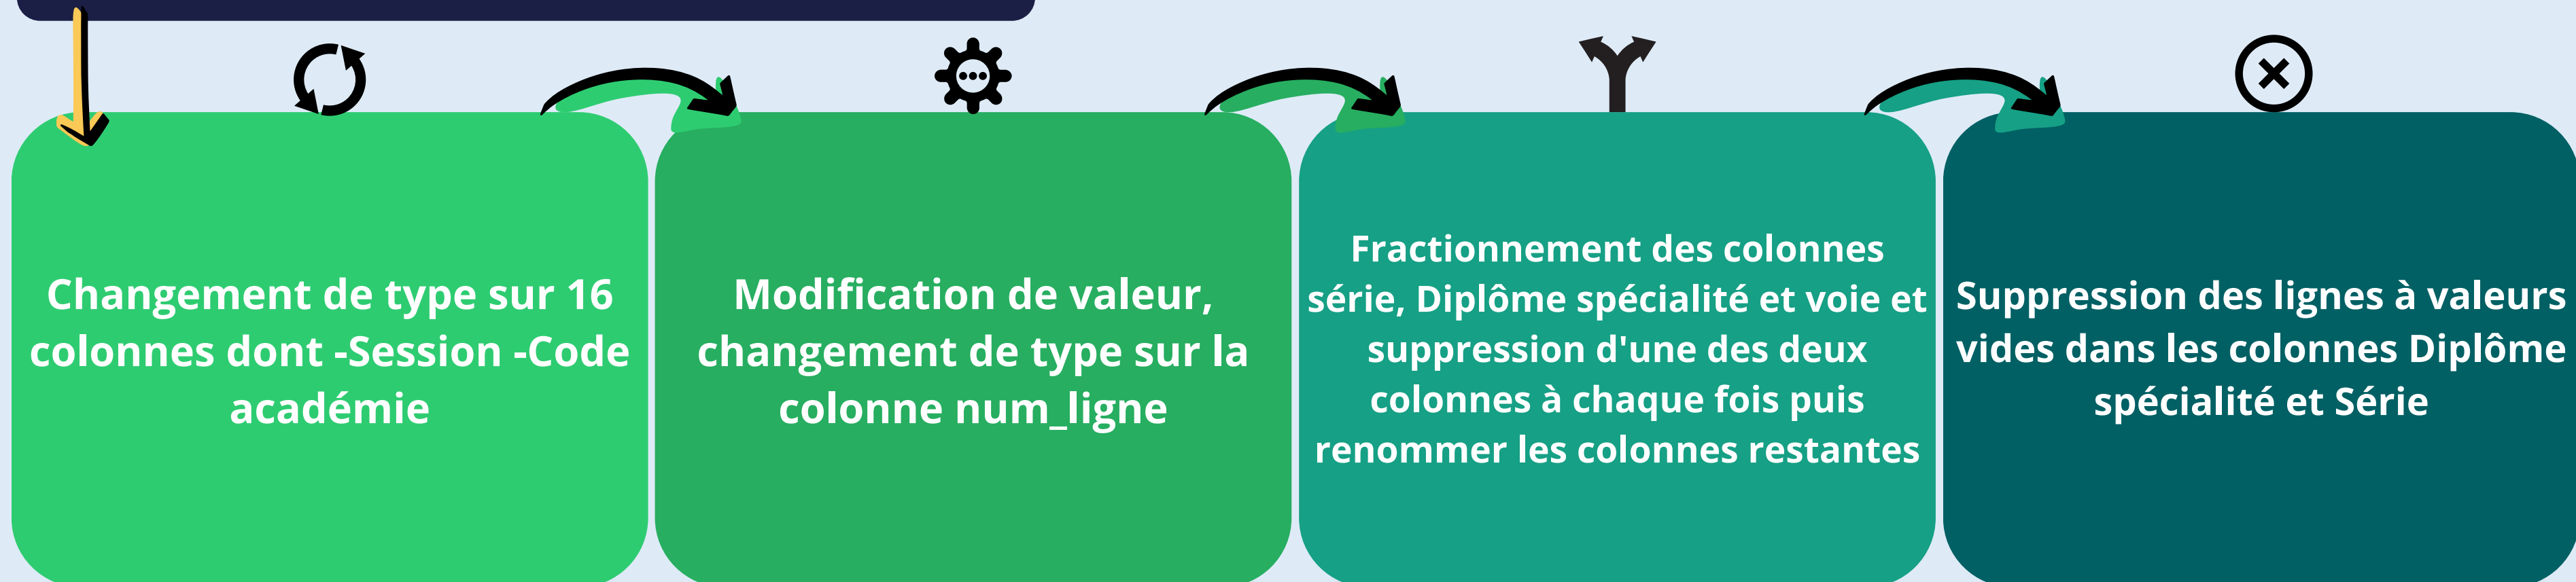 Changement de type sur 16
colonnes dont -Session -Code
académie
Modification de valeur,
changement de type sur la
colonne num_ligne
Fractionnement des colonnes
série, Diplôme spécialité et voie et
suppression d'une des deux
colonnes à chaque fois puis
renommer les colonnes restantes
Suppression des lignes à valeurs
vides dans les colonnes Diplôme
spécialité et Série